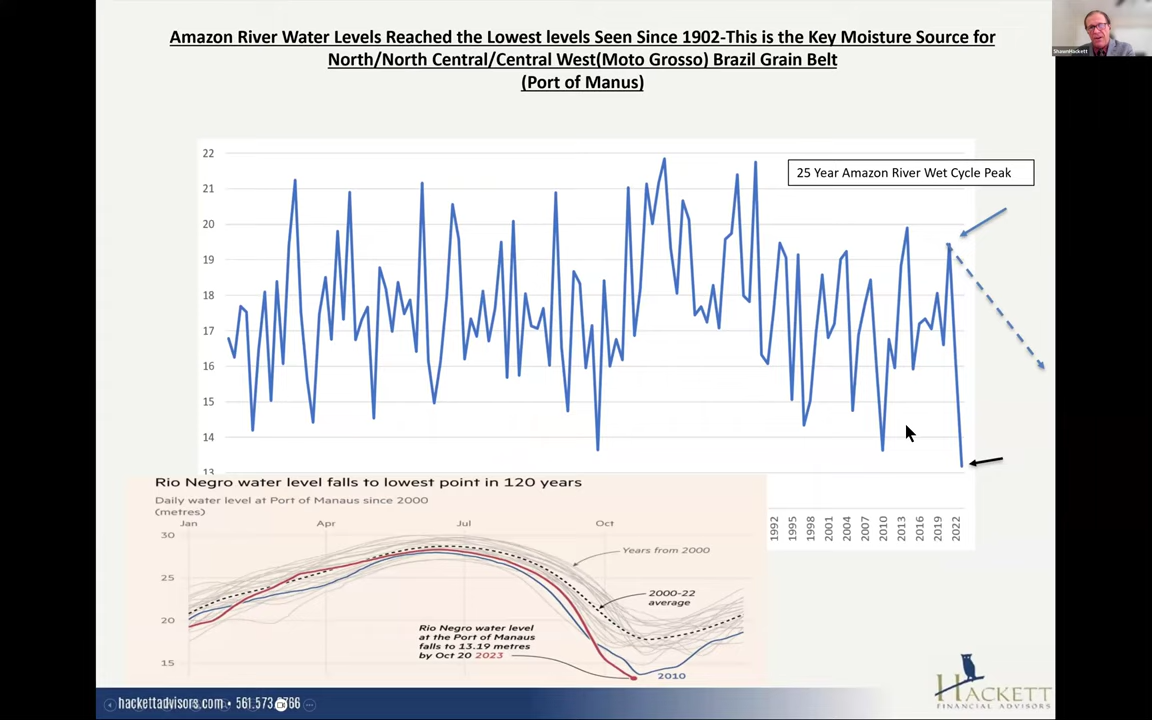 Amazon River Water Levels Reached the Lowest levels Seen Since 1902-This is the Key Moisture Source for
North/North Central/Central West(Moto Grosso) Brazil Grain Belt
(Port of Manus)
ShawnHackett
25 Year Amazon River Wet Cycle Peak
22
21
20
19
18
17
16
15
14
13
1992
1995
1998
2001
2004
2007
2010
2013
2016
2019
2022
Rio Negro water level falls to lowest point in 120 years
Daily water level at Port of Manaus since 2000
(metres)
Jan Apr Jul Oct
30
25
20
15
Years from 2000
2000-22
average
Rio Negro water level
at the Port of Manaus
falls to 13.19 metres
by Oct 20 2023
2010
hackettadvisors.com • 561.573.
HACKETT
FINANCIAL ADVISORS